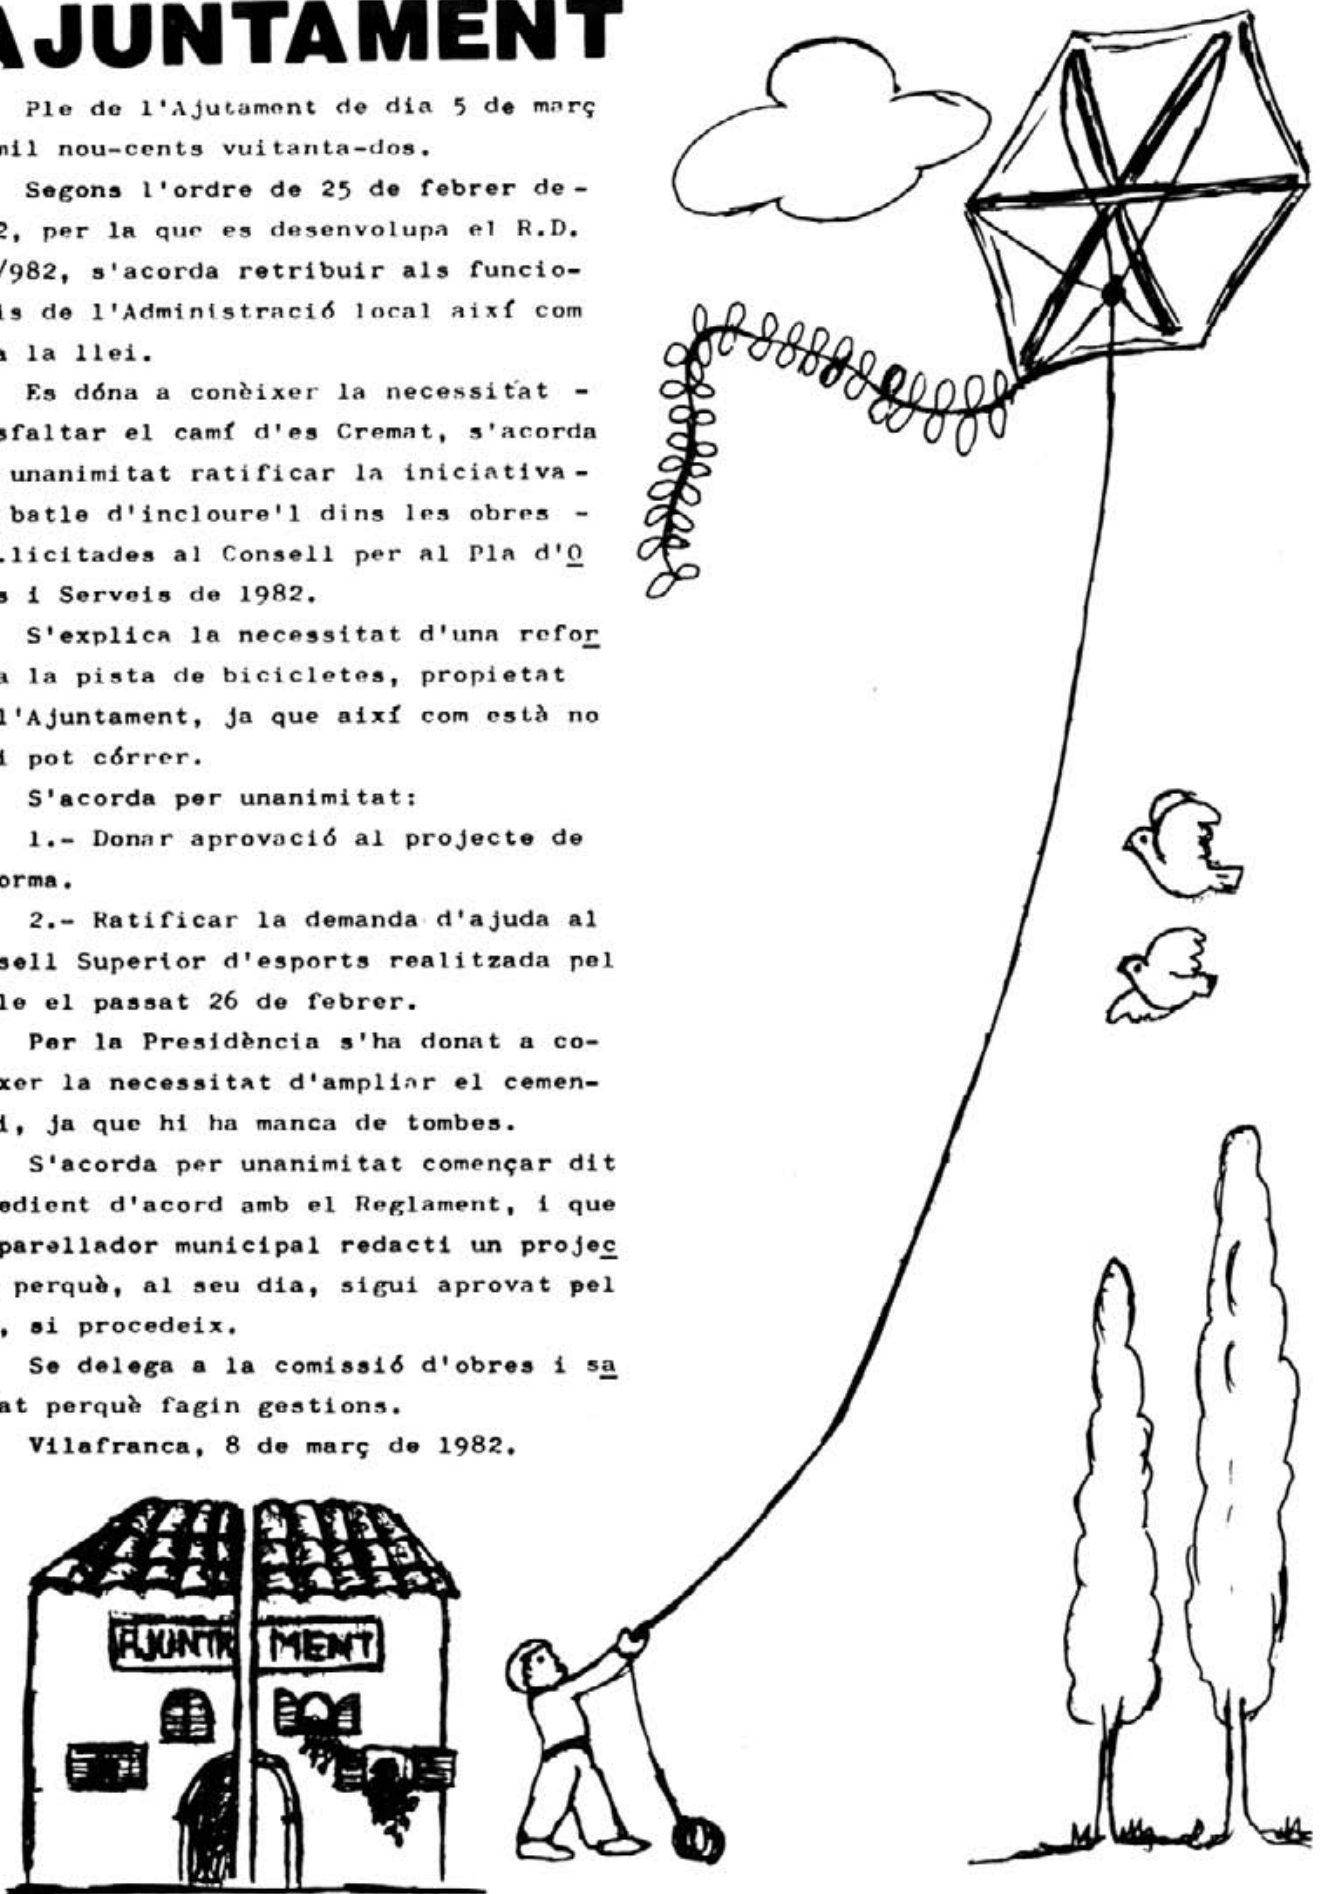 AJUNTAMENT
Ple de l'Ajutament de dia 5 de març
mil nou-cents vuitanta-dos.
Segons l'ordre de 25 de febrer de-
2, per la que es desenvolupa el R.D.
/982, s'acorda retribuir als funcio-
is de l'Administració local així com
a la llei.
Es dóna a conèixer la necessitat -
sfaltar el camí d'es Cremat, s'acorda
unanimitat ratificar la iniciativa-
batle d'incloure'l dins les obres -
.licitades al Consell per al Pla d'O
s i Serveis de 1982.
S'explica la necessitat d'una refor
a la pista de bicicletes, propietat
l'Ajuntament, ja que així com està no
i pot córrer.
S'acorda per unanimitat:
1.- Donar aprovació al projecte de
orma.
2.- Ratificar la demanda d'ajuda al
sell Superior d'esports realitzada pel
le el passat 26 de febrer.
Per la Presidència s'ha donat a co-
xer la necessitat d'ampliar el cemen-
i, ja que hi ha manca de tombes.
S'acorda per unanimitat començar dit
edient d'acord amb el Reglament, i que
parellador municipal redacti un projec
perquè, al seu dia, sigui aprovat pel
, si procedeix.
Se delega a la comissió d'obres i sa
at perquè fagin gestions.
Vilafranca, 8 de març de 1982.
AJUNTAMENT